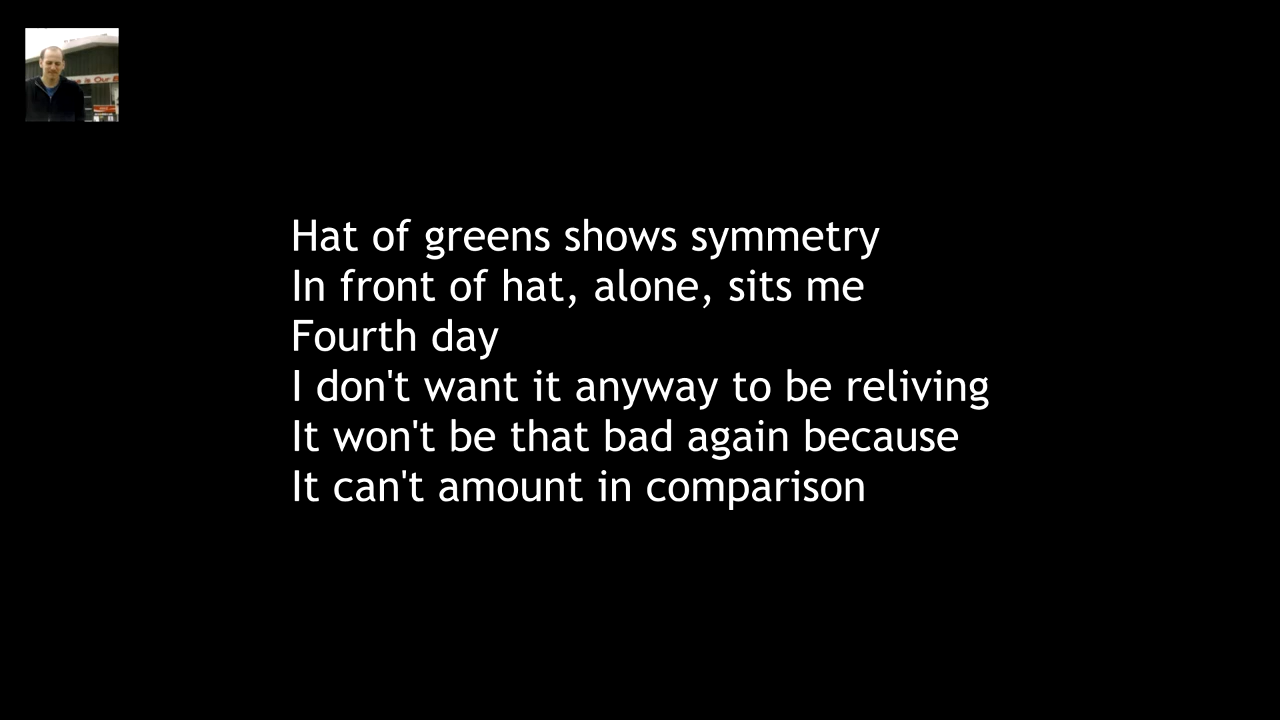 Hat of greens shows symmetry
In front of hat, alone, sits me
Fourth day
I don't want it anyway to be reliving
It won't be that bad again because
It can't amount in comparison